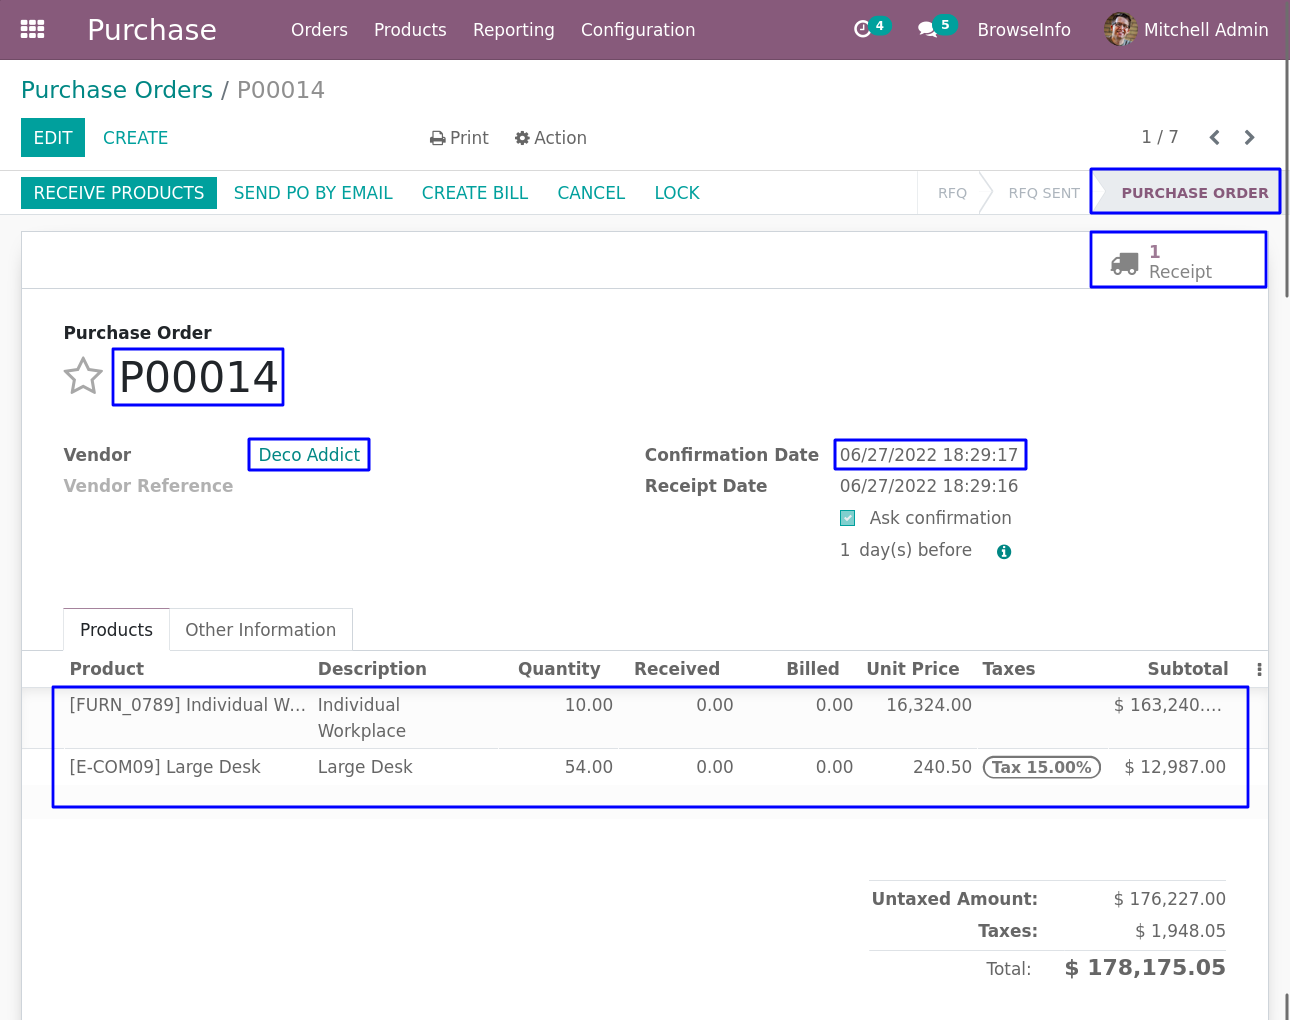 Purchase Orders Products Reporting Configuration 4 5 BrowseInfo Mitchell Admin
Purchase Orders / P00014
EDIT CREATE Print Action 1 / 7
RECEIVE PRODUCTS SEND PO BY EMAIL CREATE BILL CANCEL LOCK RFQ RFQ SENT PURCHASE ORDER
1
Receipt
Purchase Order
P00014
Vendor Deco Addict Confirmation Date 06/27/2022 18:29:17
Vendor Reference Receipt Date 06/27/2022 18:29:16
Ask confirmation
1 day(s) before
Products Other Information
Product Description Quantity Received Billed Unit Price Taxes Subtotal
[FURN_0789] Individual W... Individual 10.00 0.00 0.00 16,324.00 $ 163,240....
Workplace
[E-COM09] Large Desk Large Desk 54.00 0.00 0.00 240.50 Tax 15.00% $ 12,987.00
Untaxed Amount: $ 176,227.00
Taxes: $ 1,948.05
Total: $ 178,175.05